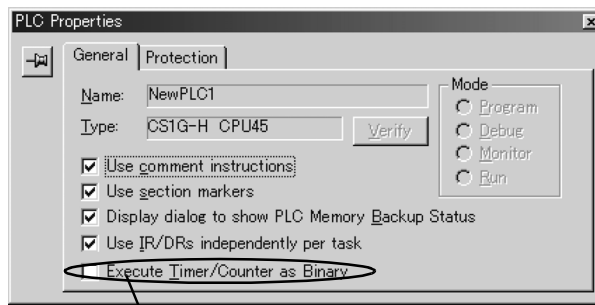 PLC Properties
General
Protection
Name: NewPLC1
Type: CS1G-H CPU45
Verify
Mode
Program
Debug
Monitor
Run
Use comment instructions
Use section markers
Display dialog to show PLC Memory Backup Status
Use IR/DRs independently per task
Execute Timer/Counter as Binary